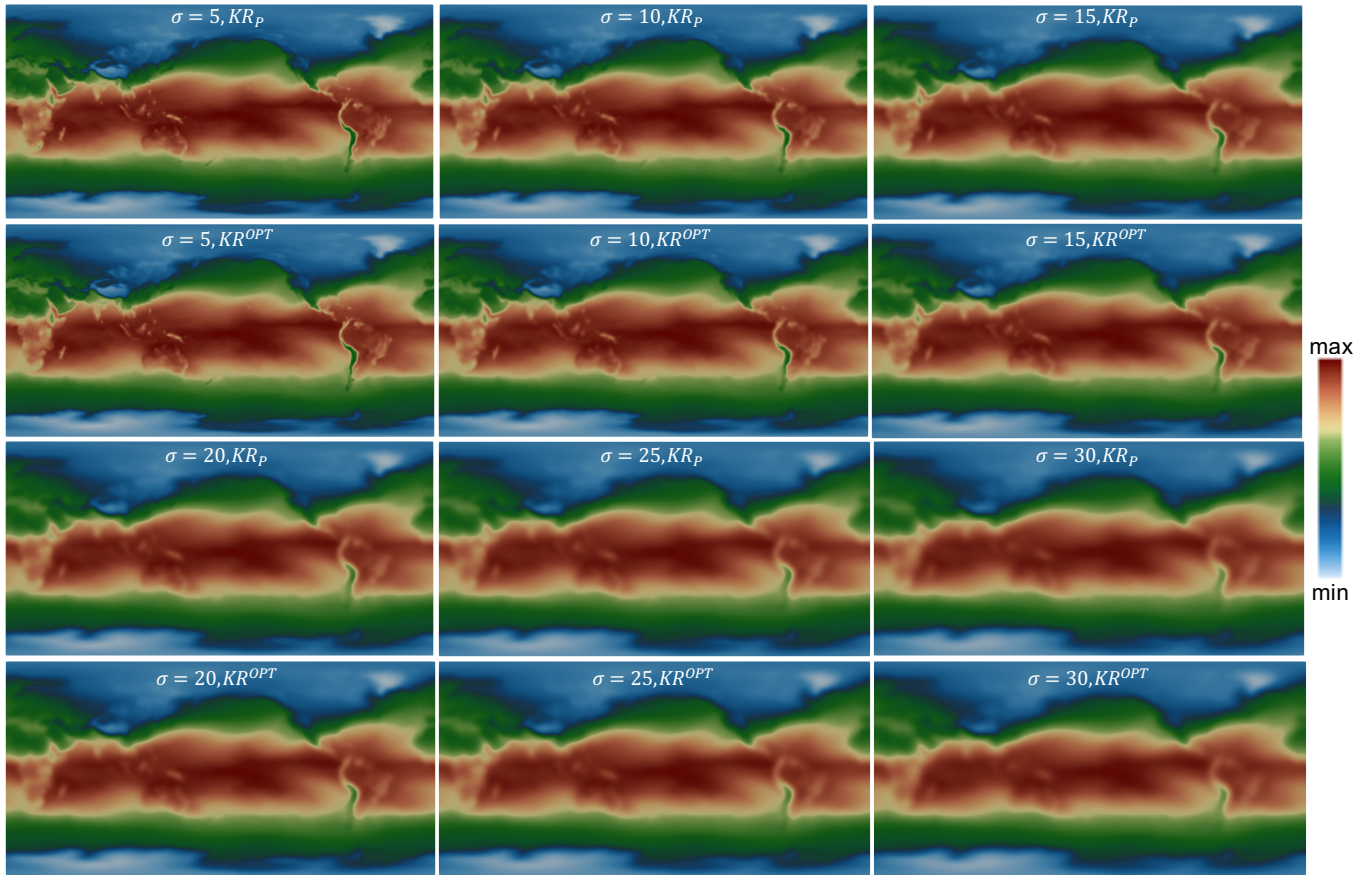 σ = 5, KR_P
σ = 10, KR_P
σ = 15, KR_P
σ = 5, KR^OPT
σ = 10, KR^OPT
σ = 15, KR^OPT
max
min
σ = 20, KR_P
σ = 25, KR_P
σ = 30, KR_P
σ = 20, KR^OPT
σ = 25, KR^OPT
σ = 30, KR^OPT